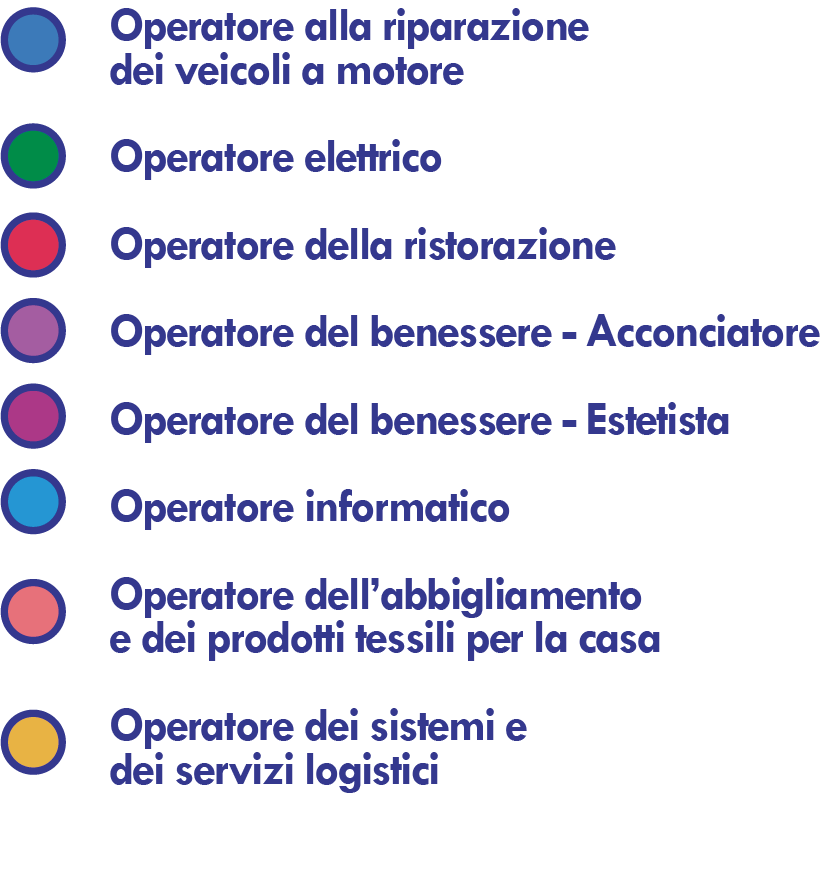 Operatore alla riparazione
dei veicoli a motore
Operatore elettrico
Operatore della ristorazione
Operatore del benessere - Acconciatore
Operatore del benessere - Estetista
Operatore informatico
Operatore dell’abbigliamento
e dei prodotti tessili per la casa
Operatore dei sistemi e
dei servizi logistici